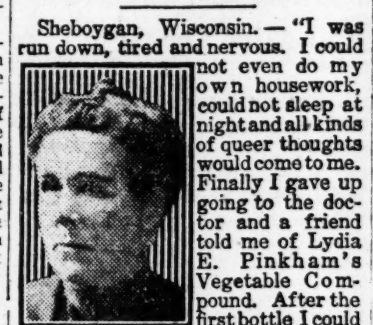 Sheboygan, Wisconsin. — "I was
run down, tired and nervous. I could
not even do my
own housework,
could not sleep at
night and all kinds
of queer thoughts
would come to me.
Finally I gave up
going to the doc-
tor and a friend
told me of Lydia
E. Pinkham's
Vegetable Com-
pound. After the
first bottle I could